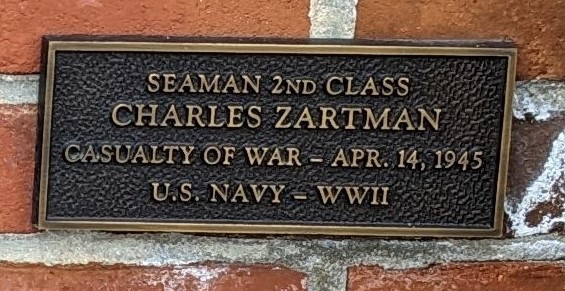 SEAMAN 2ND CLASS
CHARLES ZARTMAN
CASUALTY OF WAR – APR. 14, 1945
U.S. NAVY – WWII